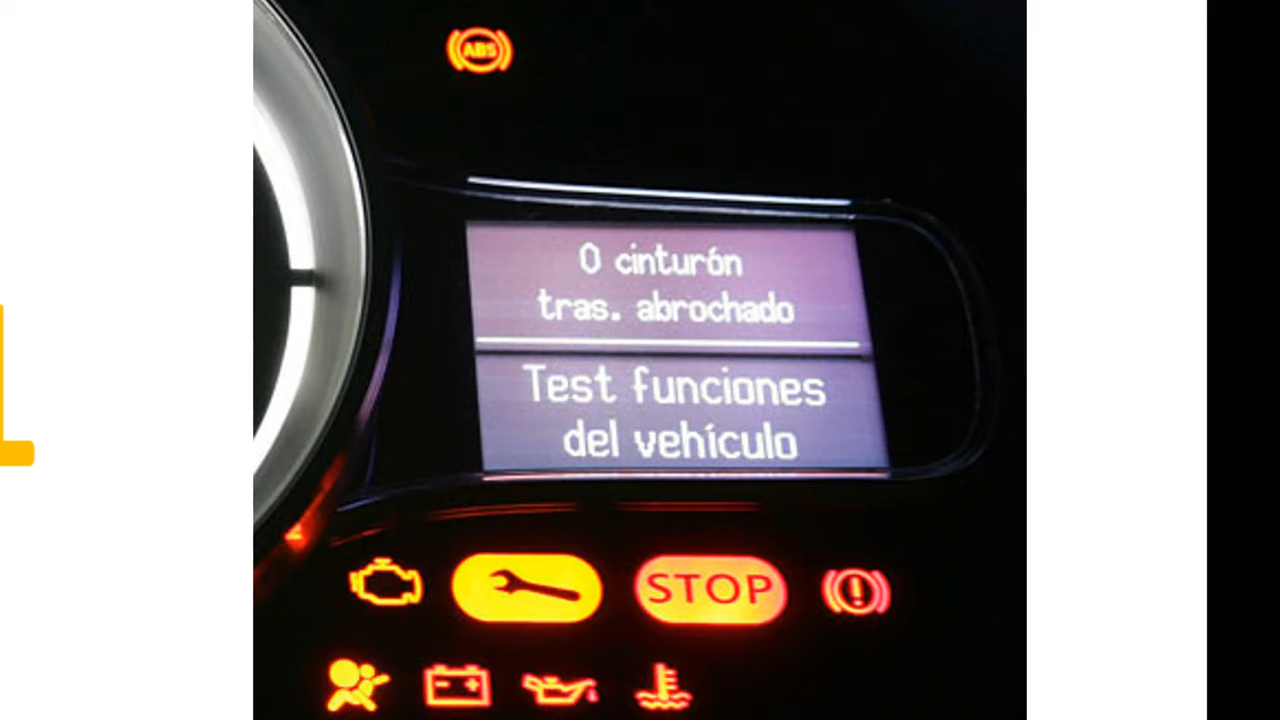 ABS
0 cinturón
tras. abrochado
Test funciones
del vehículo
STOP